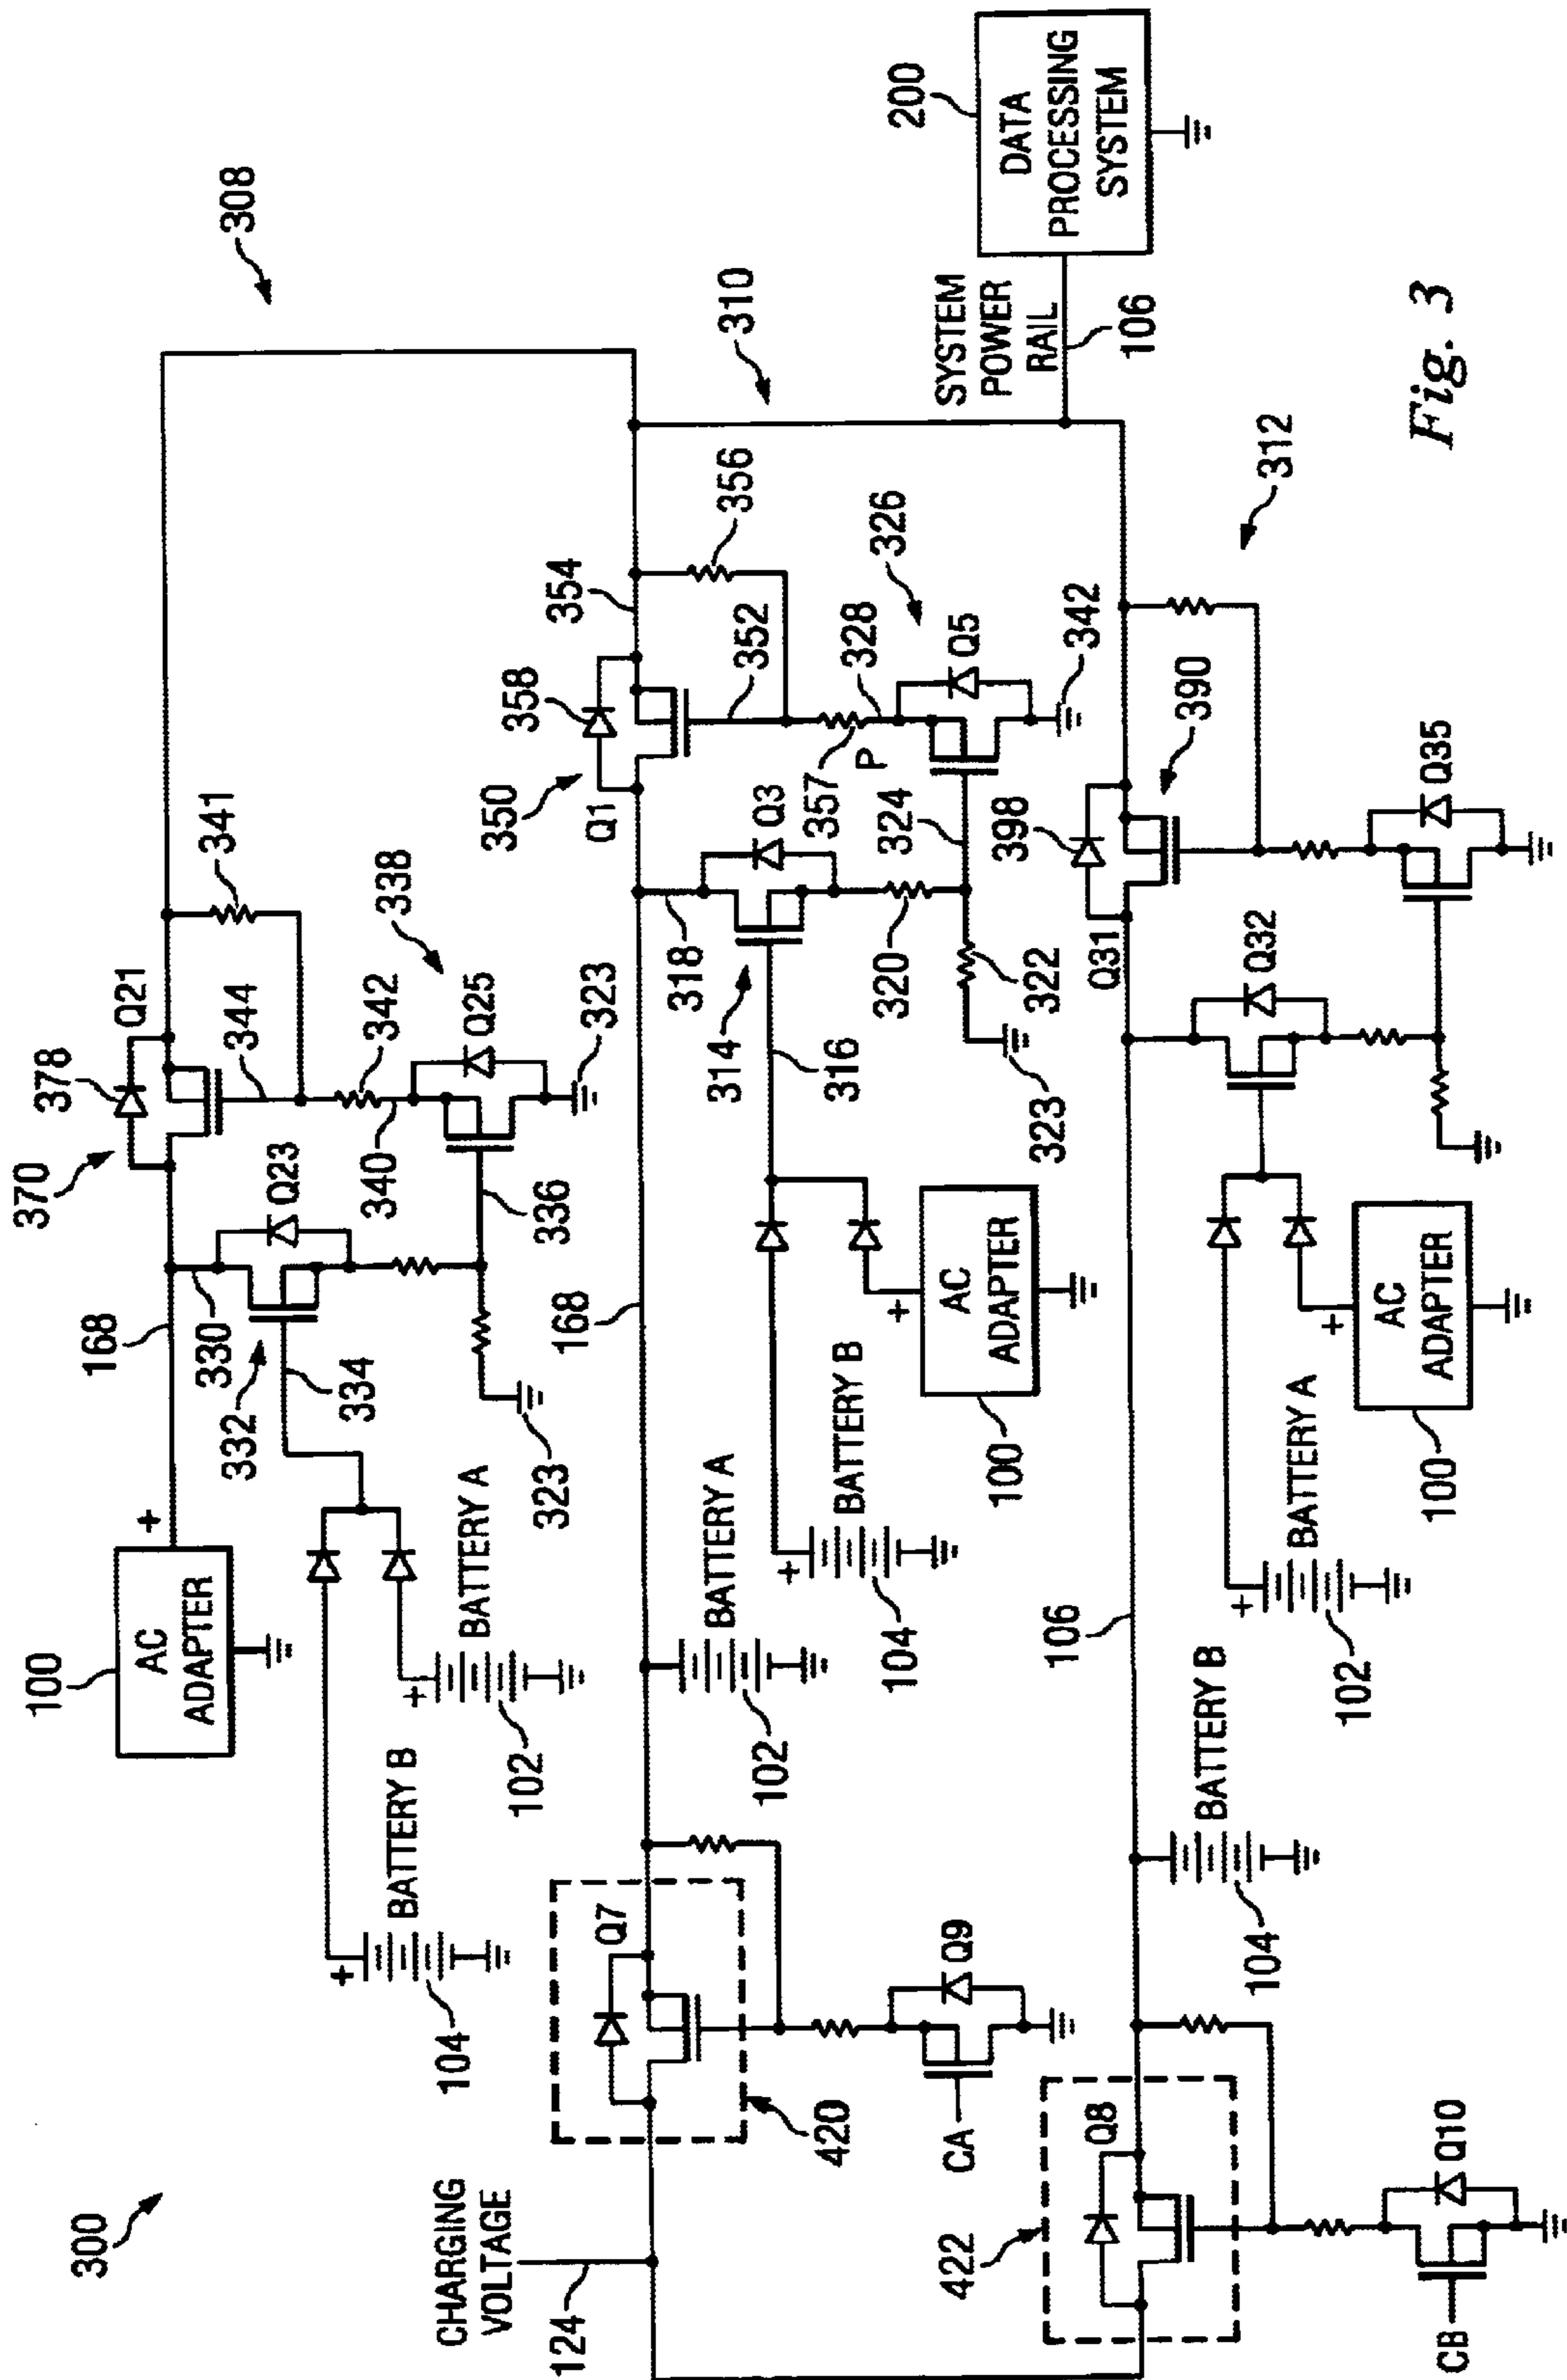 300
308
100
AC
ADAPTER
+
168
370
378
Q21
341
330
Q23
344
342
338
332
334
340
Q25
336
323
323
BATTERY B
+
104
BATTERY A
+
102
CHARGING
VOLTAGE
124
Q7
420
CA
Q9
BATTERY A
102
168
350
358
Q1
354
356
352
310
318
Q3
314
316
357
P
328
326
320
324
Q5
342
322
323
BATTERY B
+
104
+
AC
ADAPTER
100
SYSTEM
POWER
RAIL
106
200
DATA
PROCESSING
SYSTEM
422
Q8
CB
Q10
BATTERY B
104
106
Q31
398
390
312
Q32
Q35
BATTERY A
+
102
+
AC
ADAPTER
100
Fig. 3